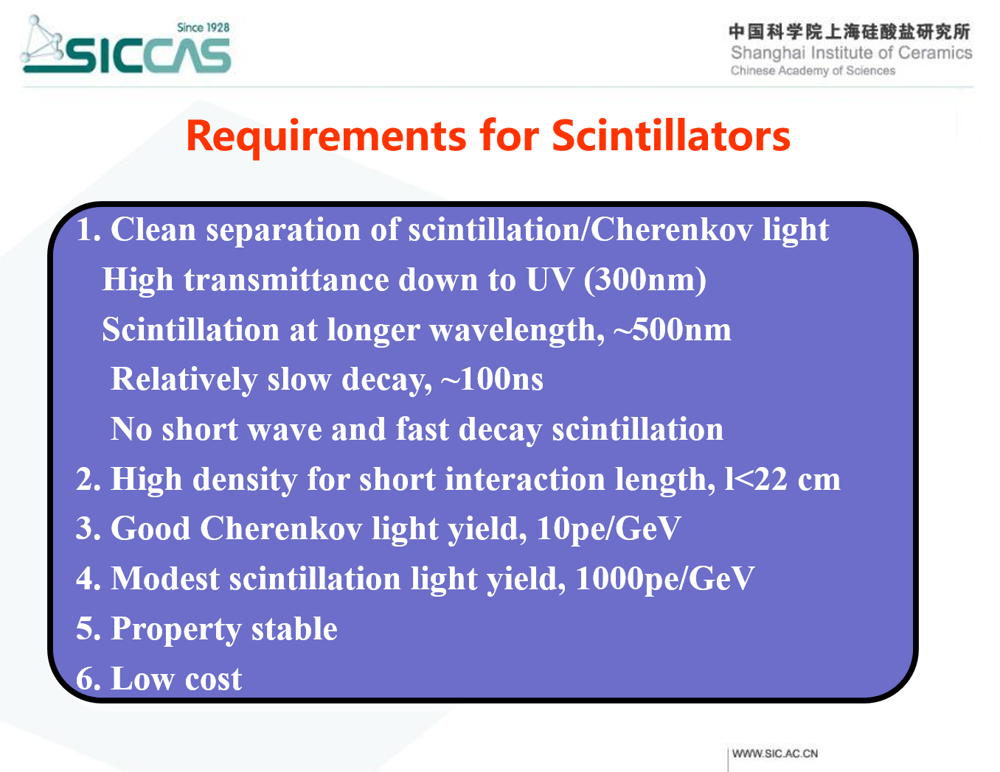 Since 1928
SICCAS
中国科学院上海硅酸盐研究所
Shanghai Institute of Ceramics
Chinese Academy of Sciences
Requirements for Scintillators
1. Clean separation of scintillation/Cherenkov light
High transmittance down to UV (300nm)
Scintillation at longer wavelength, ~500nm
Relatively slow decay, ~100ns
No short wave and fast decay scintillation
2. High density for short interaction length, l<22 cm
3. Good Cherenkov light yield, 10pe/GeV
4. Modest scintillation light yield, 1000pe/GeV
5. Property stable
6. Low cost
WWW.SIC.AC.CN